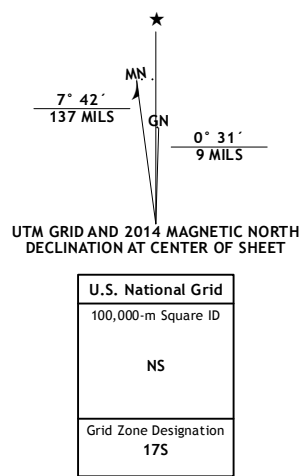 ★
MN
7° 42´
137 MILS
GN
0° 31´
9 MILS
UTM GRID AND 2014 MAGNETIC NORTH
DECLINATION AT CENTER OF SHEET
U.S. National Grid
100,000-m Square ID
NS
Grid Zone Designation
17S